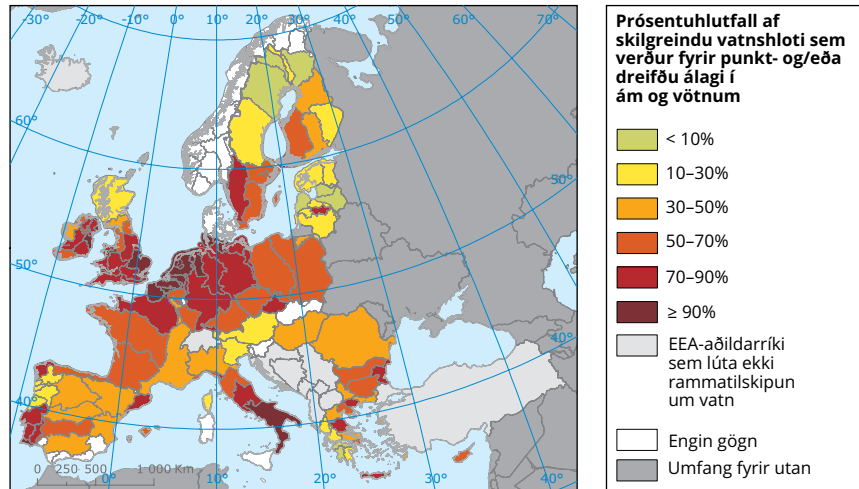 -30° -20° -10° 0° 10° 20° 30° 40° 50° 60° 70°
60°
50°
40°
60°
50°
40°
0 250 500 1 000 Km
-10° 0° 10° 20° 30° 40°
Prósentuhlutfall af
skilgreindu vatnshloti sem
verður fyrir punkt- og/eða
dreifðu álagi í
ám og vötnum
< 10%
10–30%
30–50%
50–70%
70–90%
≥ 90%
EEA-aðildarríki
sem lúta ekki
rammatilskipun
um vatn
Engin gögn
Umfang fyrir utan